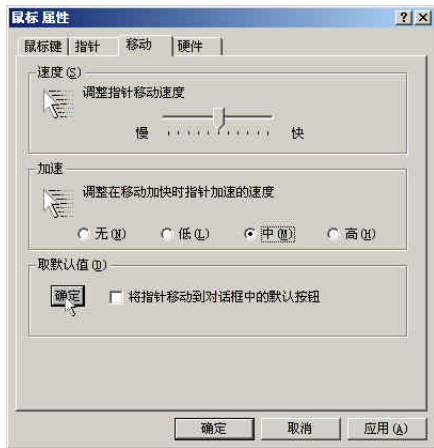 鼠标 属性
鼠标键 指针 移动 硬件
速度(S)
调整指针移动速度
慢 快
加速
调整在移动加快时指针加速的速度
无(N) 低(L) 中(M) 高(H)
取默认值(D)
确定 将指针移动到对话框中的默认按钮
确定 取消 应用(A)